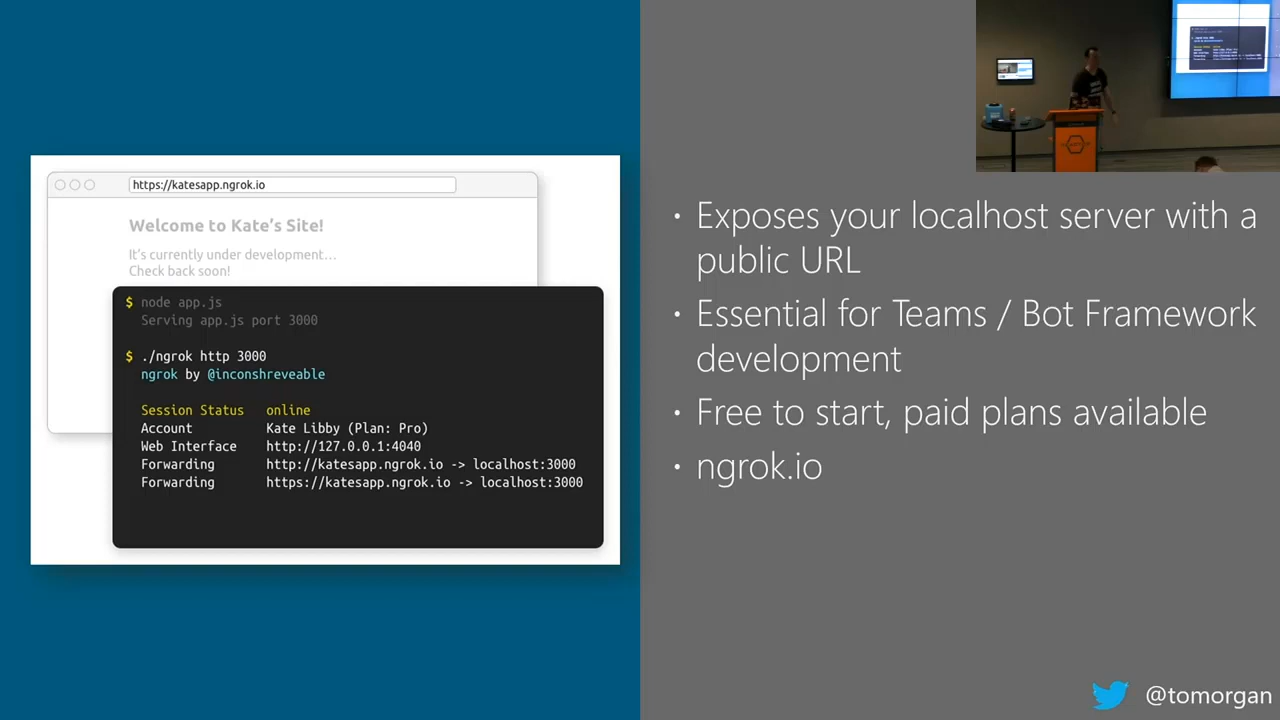 https://katesapp.ngrok.io
Welcome to Kate's Site!
It's currently under development...
Check back soon!
$ node app.js
Serving app.js port 3000
$ ./ngrok http 3000
ngrok by @inconshreveable
Session Status online
Account Kate Libby (Plan: Pro)
Web Interface http://127.0.0.1:4040
Forwarding http://katesapp.ngrok.io -> localhost:3000
Forwarding https://katesapp.ngrok.io -> localhost:3000
• Exposes your localhost server with a
public URL
• Essential for Teams / Bot Framework
development
• Free to start, paid plans available
• ngrok.io
@tomorgan